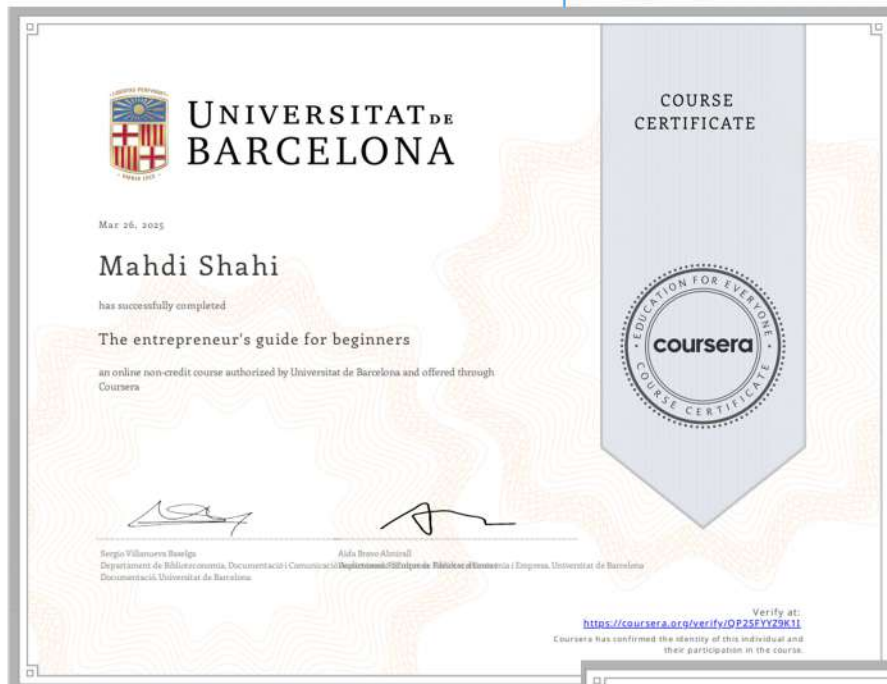 UNIVERSITAT DE
BARCELONA
COURSE
CERTIFICATE
Mar 26, 2025
Mahdi Shahi
has successfully completed
The entrepreneur's guide for beginners
an online non-credit course authorized by Universitat de Barcelona and offered through
Coursera
EDUCATION FOR EVERYONE
coursera
COURSE CERTIFICATE
Sergio Villanueva Baselga
Departament de Biblioteconomia, Documentació i Comunicació
Documentació. Universitat de Barcelona.
Aida Bravo Almirall
i Empresa. Universitat de Barcelona
Verify at:
https://coursera.org/verify/QP2SFYYZ9K1I
Coursera has confirmed the identity of this individual and
their participation in the course.